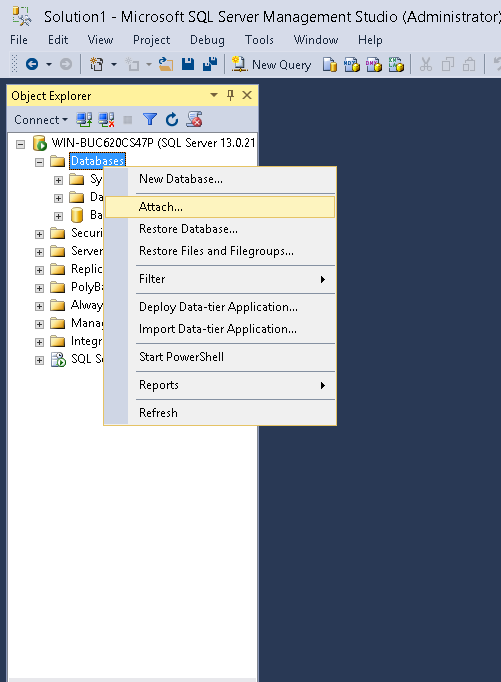 Solution1 - Microsoft SQL Server Management Studio (Administrator)
File Edit View Project Debug Tools Window Help
New Query
MDX DMX XMLA
Object Explorer
Connect
WIN-BUC620CS47P (SQL Server 13.0.21
Databases
Sy
Da
Ba
Securi
Server
Replic
PolyBa
Alway
Manag
Integr
SQL Se
New Database...
Attach...
Restore Database...
Restore Files and Filegroups...
Filter
Deploy Data-tier Application...
Import Data-tier Application...
Start PowerShell
Reports
Refresh